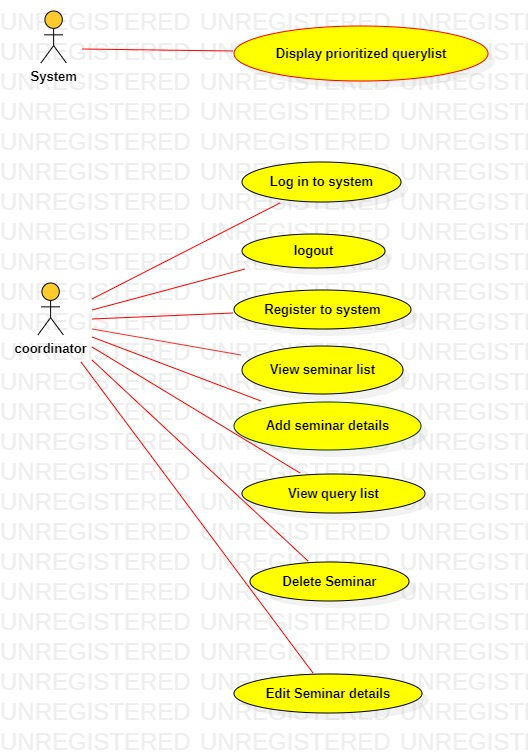 System
Display prioritized querylist
Log in to system
logout
Register to system
coordinator
View seminar list
Add seminar details
View query list
Delete Seminar
Edit Seminar details
UNREGISTERED